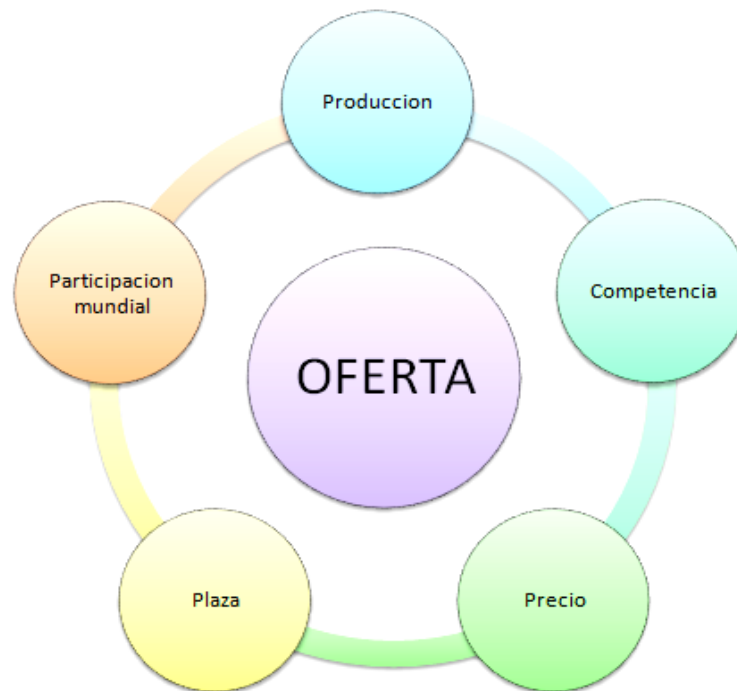 Produccion
Participacion
mundial
Competencia
OFERTA
Plaza
Precio